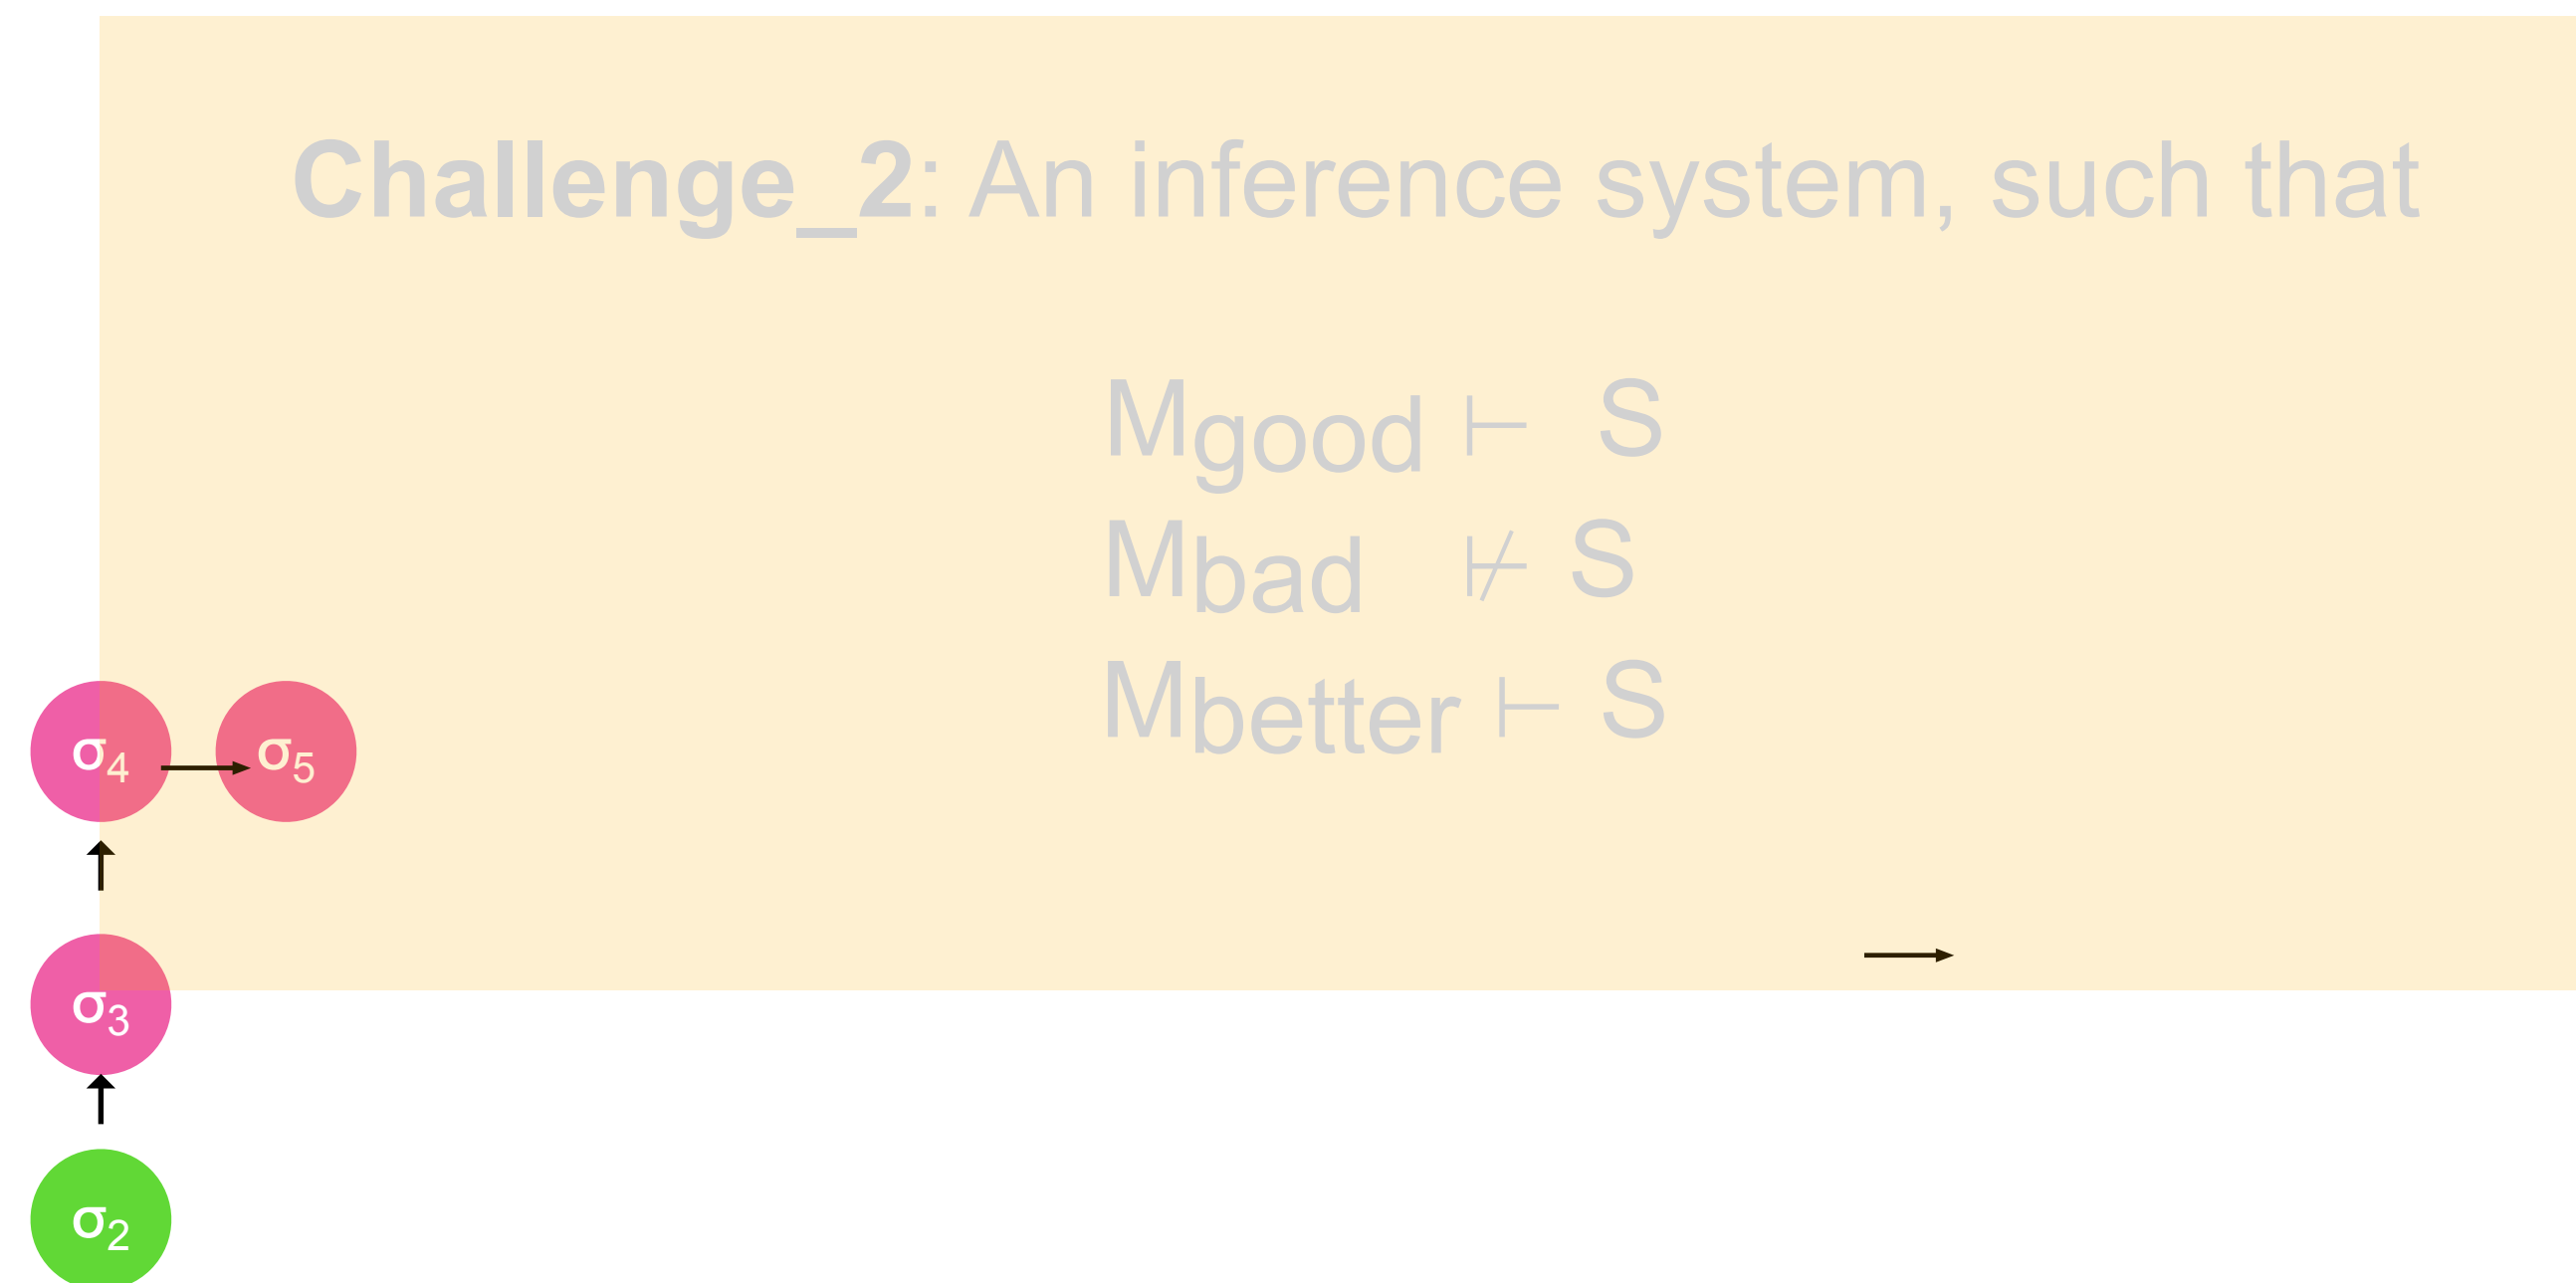 Challenge_2: An inference system, such that
Mgood ⊢ S
Mbad ⊬ S
Mbetter ⊢ S
σ4 σ5
σ3
σ2